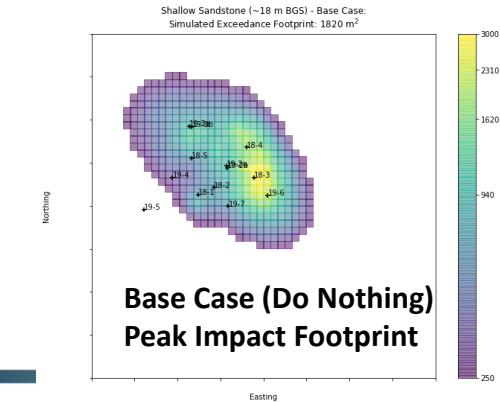 Shallow Sandstone (~18 m BGS) - Base Case:
Simulated Exceedance Footprint: 1820 m²
3000
2310
1620
940
250
18-4
18-5
19-4
18-3
18-2
18-1
19-6
19-5
19-7
Northing
Base Case (Do Nothing)
Peak Impact Footprint
Easting